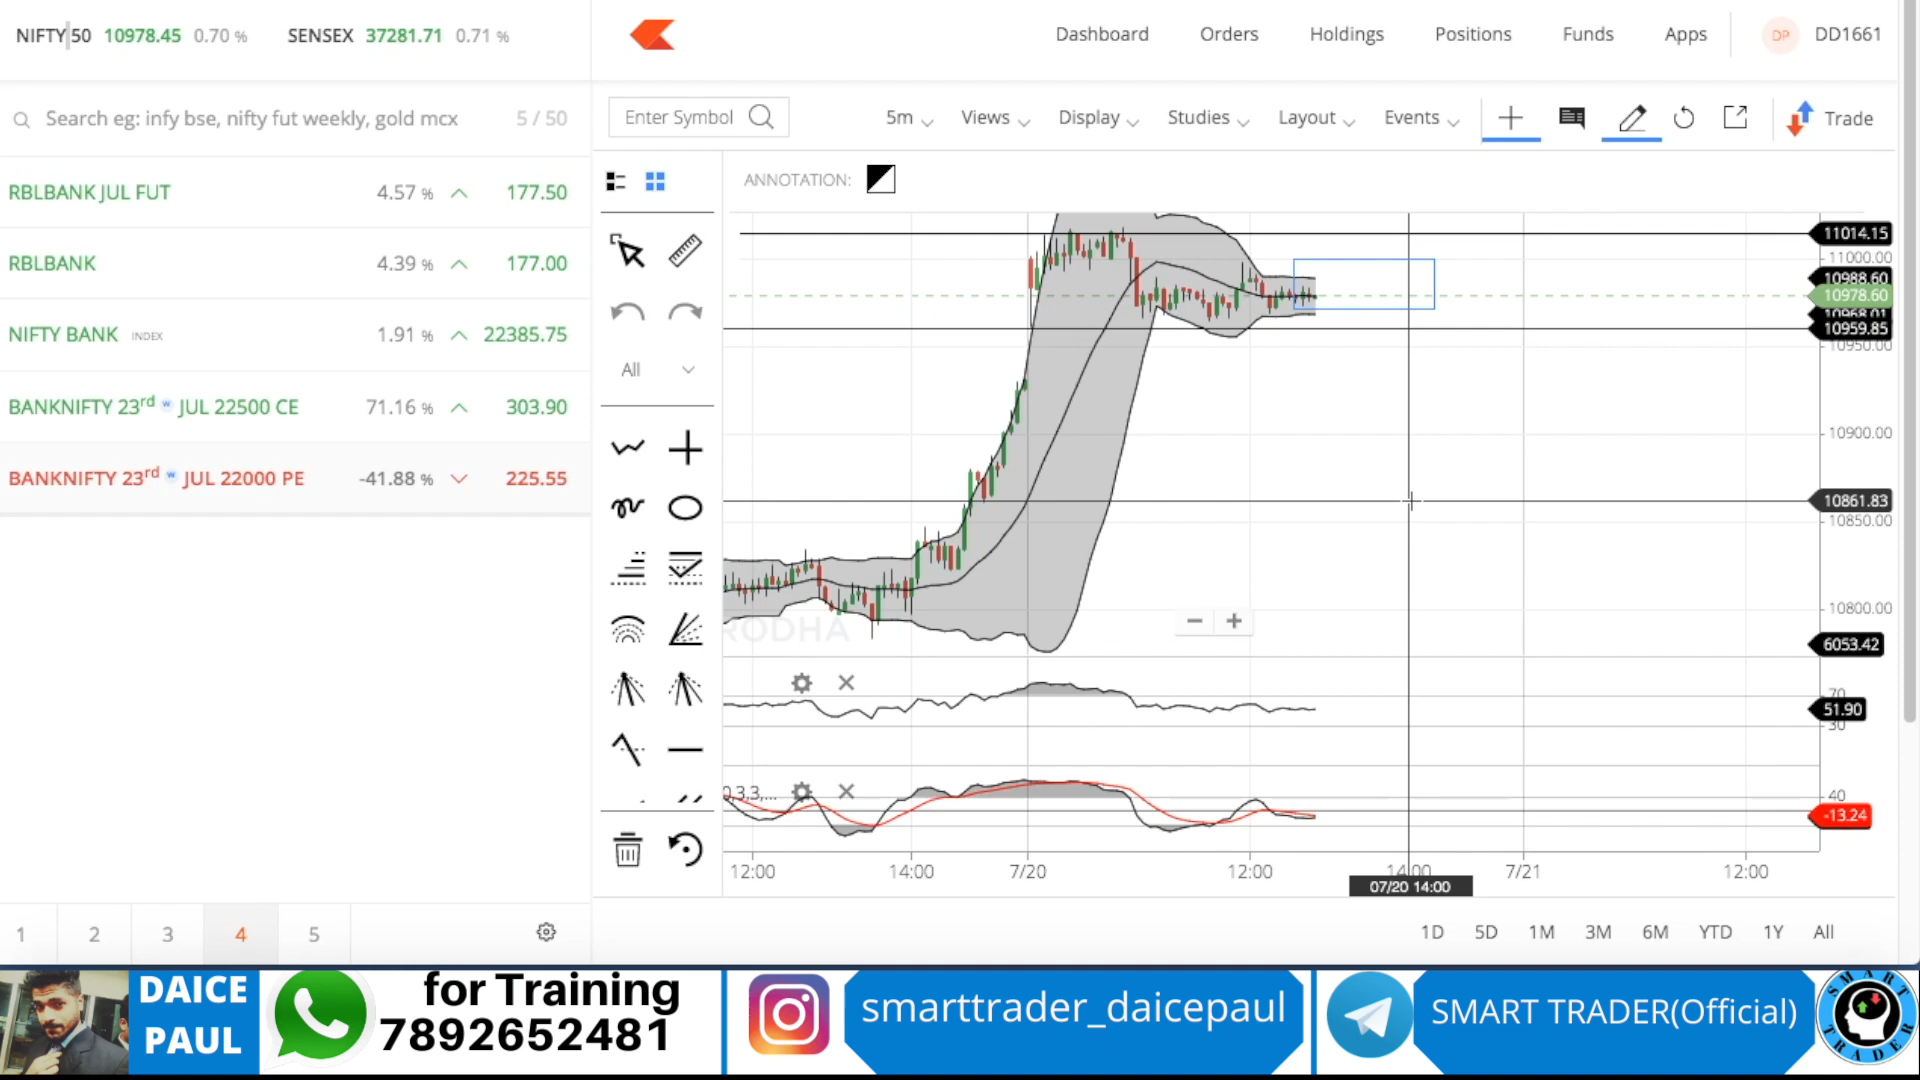 NIFTY 50 10978.45 0.70 % SENSEX 37281.71 0.71 %
Dashboard Orders Holdings Positions Funds Apps DP DD1661
Search eg: infy bse, nifty fut weekly, gold mcx 5 / 50
Enter Symbol 5m Views Display Studies Layout Events Trade
RBLBANK JUL FUT 4.57 % 177.50
RBLBANK 4.39 % 177.00
NIFTY BANK INDEX 1.91 % 22385.75
BANKNIFTY 23rd w JUL 22500 CE 71.16 % 303.90
BANKNIFTY 23rd w JUL 22000 PE -41.88 % 225.55
ANNOTATION:
All
11014.15
11000.00
10988.60
10978.60
10968.01
10959.85
10950.00
10900.00
10861.83
10850.00
10800.00
RODHA
6053.42
70
51.90
30
0,3,3,...
40
-13.24
12:00 14:00 7/20 12:00 14:00 7/21 12:00
07/20 14:00
1D 5D 1M 3M 6M YTD 1Y All
1 2 3 4 5
DAICE
PAUL
for Training
7892652481
smarttrader_daicepaul
SMART TRADER(Official)
SMART
TRADER